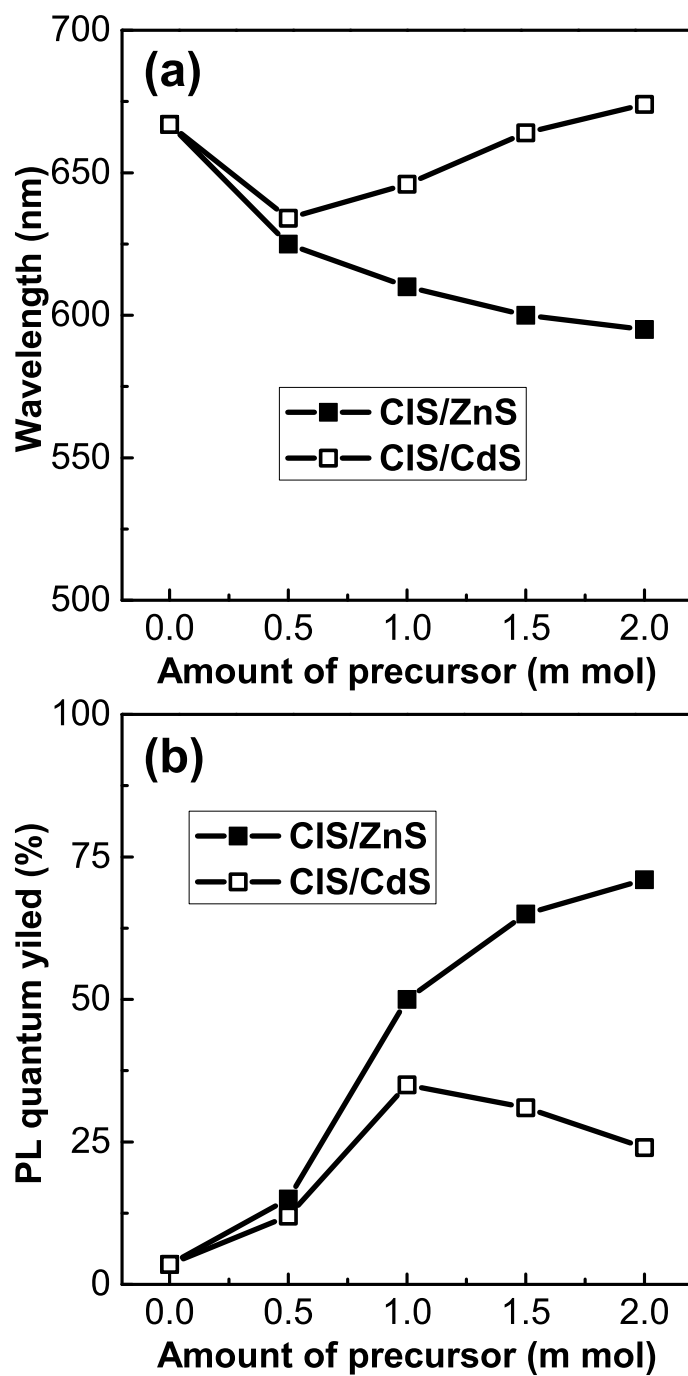 (a)
700
650
600
550
500
Wavelength (nm)
CIS/ZnS
CIS/CdS
0.0 0.5 1.0 1.5 2.0
Amount of precursor (m mol)
(b)
100
75
50
25
0
PL quantum yiled (%)
CIS/ZnS
CIS/CdS
0.0 0.5 1.0 1.5 2.0
Amount of precursor (m mol)